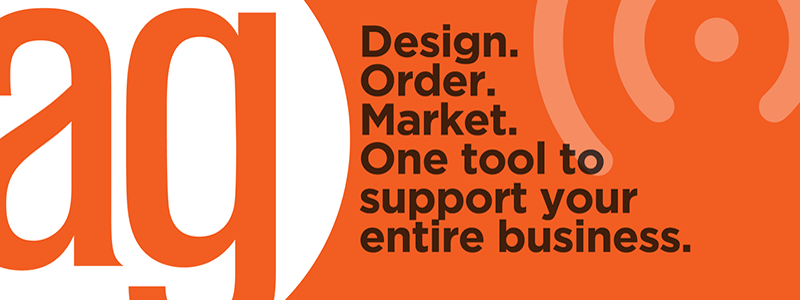 ag
Design.
Order.
Market.
One tool to
support your
entire business.